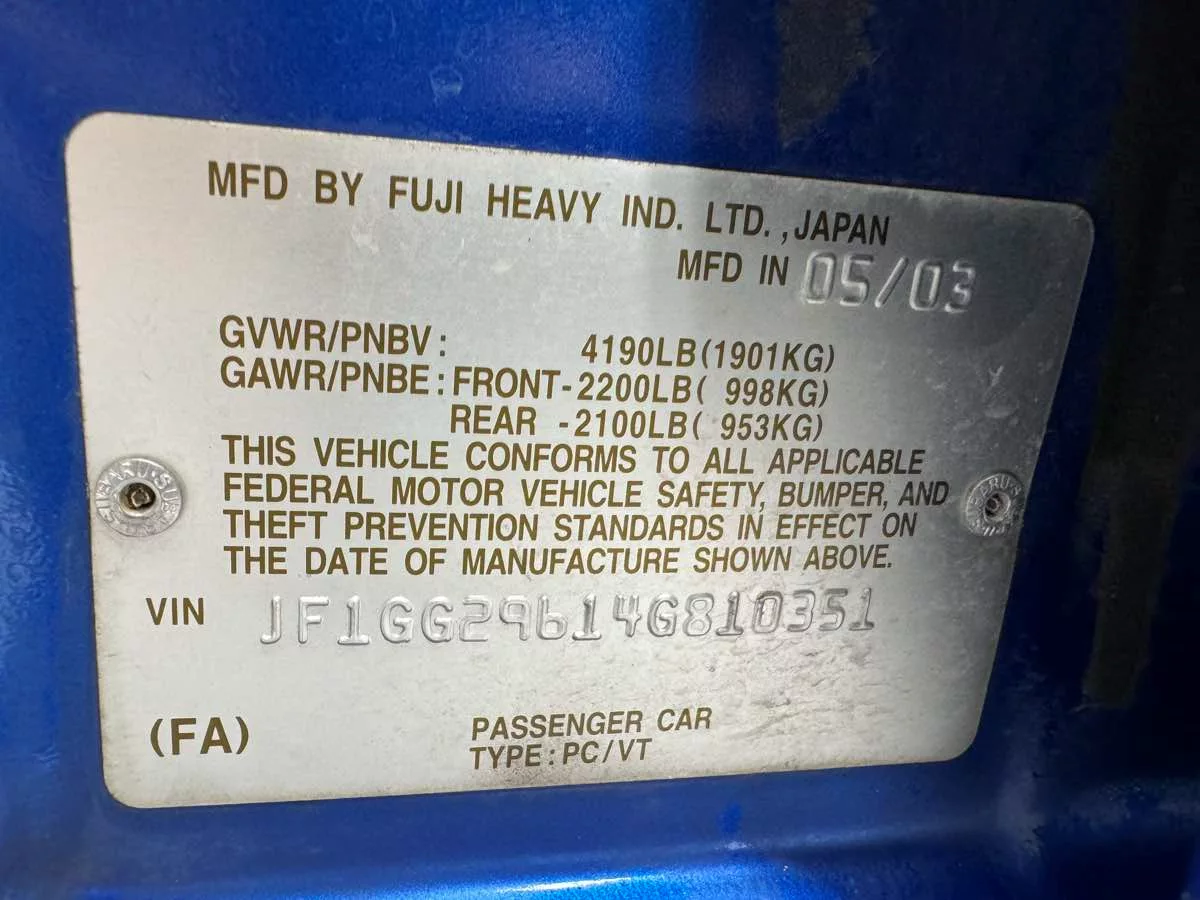 MFD BY FUJI HEAVY IND. LTD.,JAPAN
MFD IN 05/03
GVWR/PNBV: 4190LB(1901KG)
GAWR/PNBE:FRONT-2200LB( 998KG)
REAR -2100LB( 953KG)
THIS VEHICLE CONFORMS TO ALL APPLICABLE
FEDERAL MOTOR VEHICLE SAFETY, BUMPER, AND
THEFT PREVENTION STANDARDS IN EFFECT ON
THE DATE OF MANUFACTURE SHOWN ABOVE.
VIN JF1GG29614G810351
(FA)
PASSENGER CAR
TYPE:PC/VT